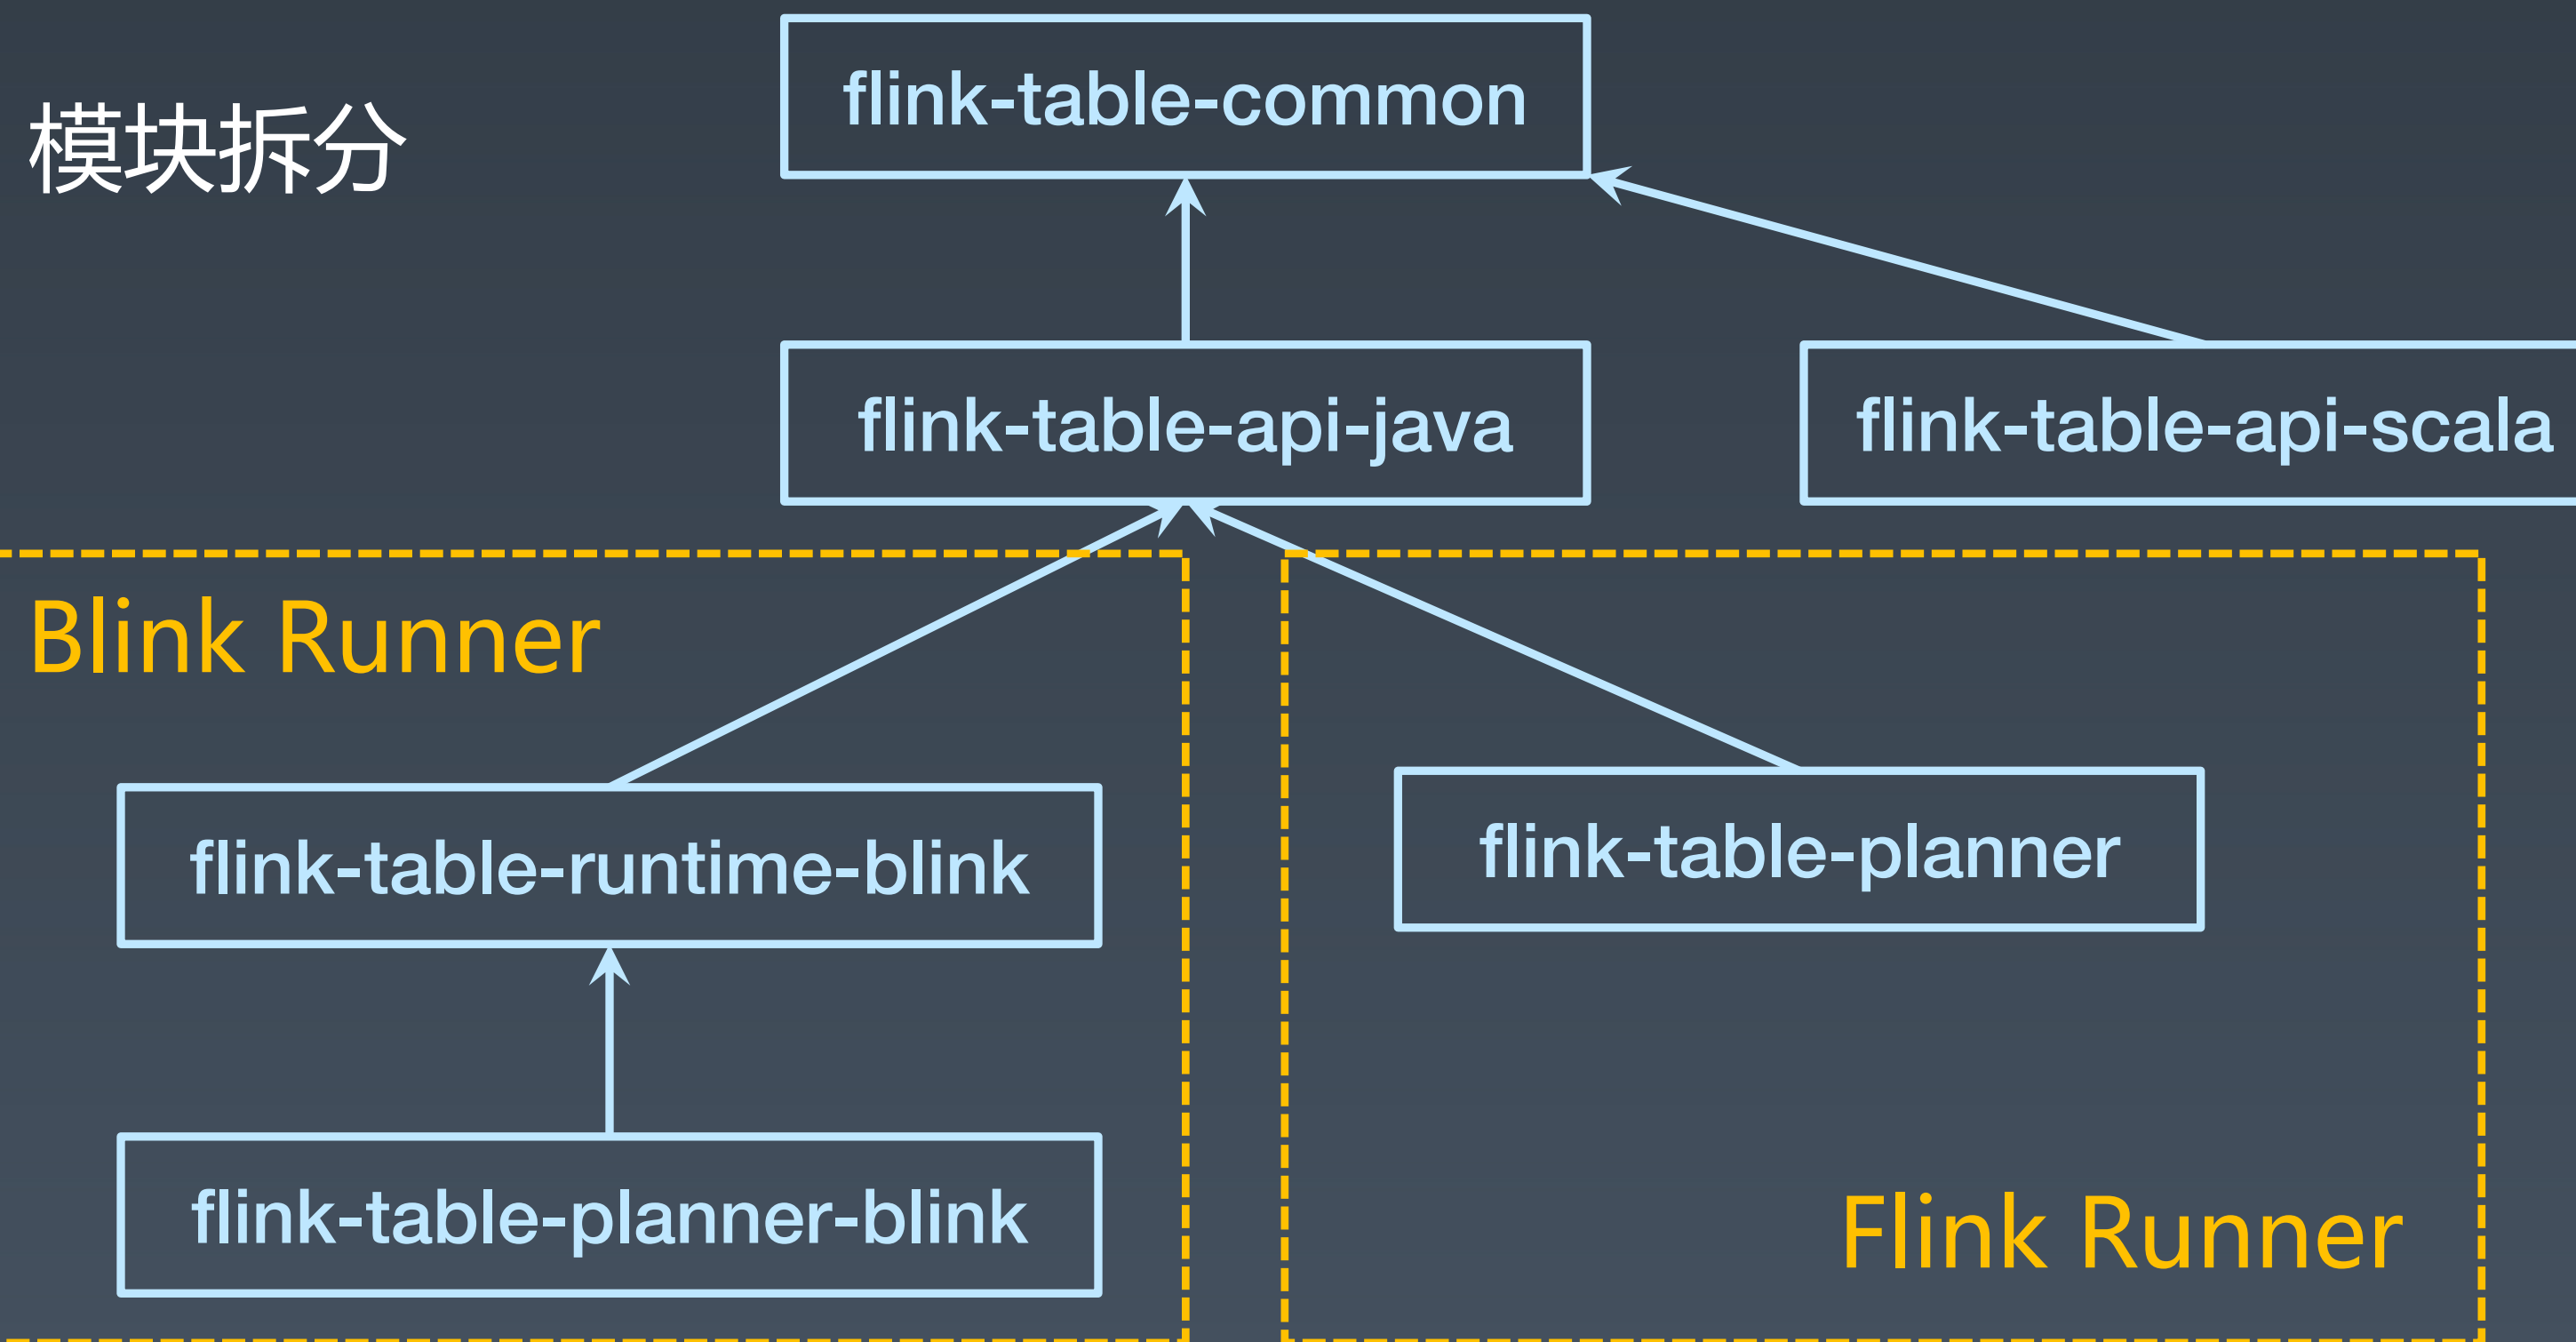 模块拆分
flink-table-common
flink-table-api-java
flink-table-api-scala
Blink Runner
flink-table-runtime-blink
flink-table-planner
flink-table-planner-blink
Flink Runner